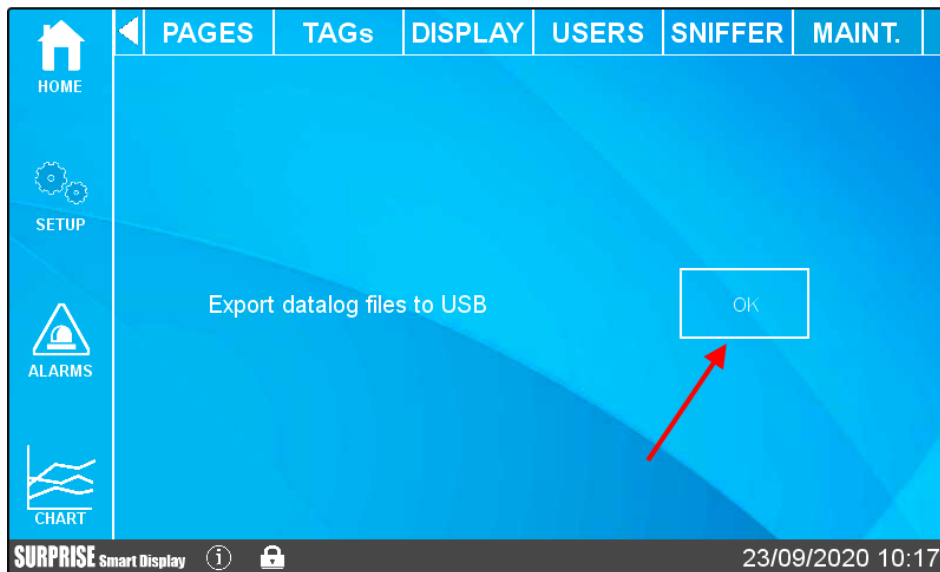 PAGES TAGs DISPLAY USERS SNIFFER MAINT.
HOME
SETUP
Export datalog files to USB OK
ALARMS
CHART
SURPRISE Smart Display 23/09/2020 10:17